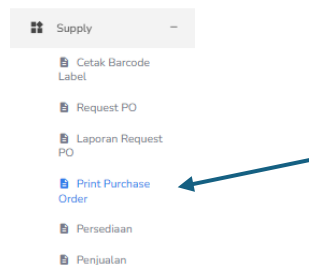 Supply −
Cetak Barcode
Label
Request PO
Laporan Request
PO
Print Purchase
Order
Persediaan
Penjualan